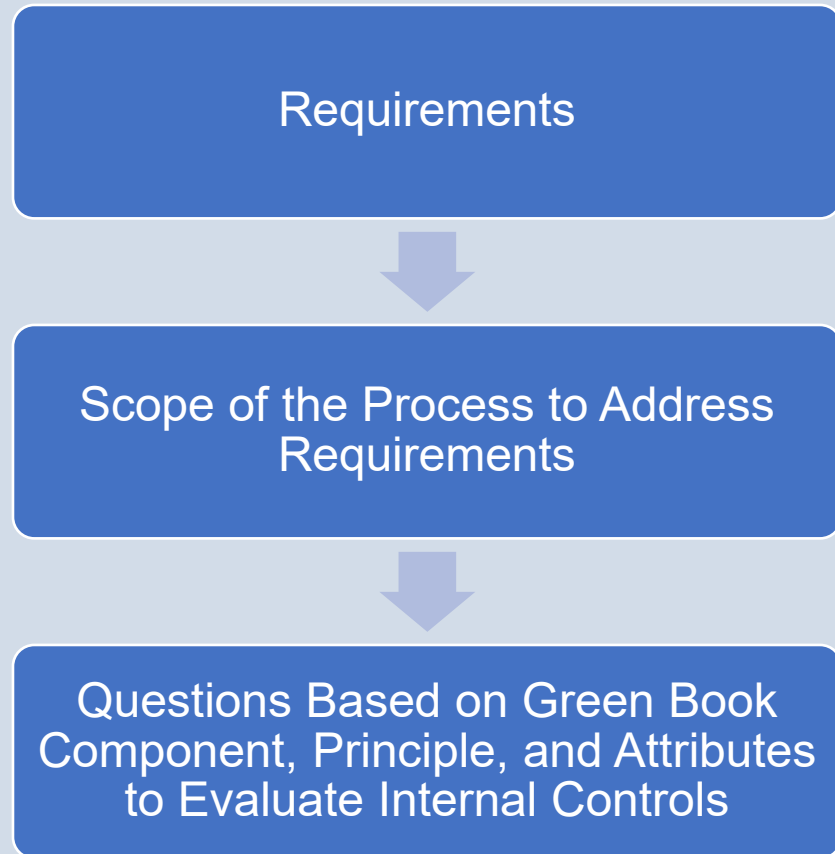 Requirements
Scope of the Process to Address
Requirements
Questions Based on Green Book
Component, Principle, and Attributes
to Evaluate Internal Controls